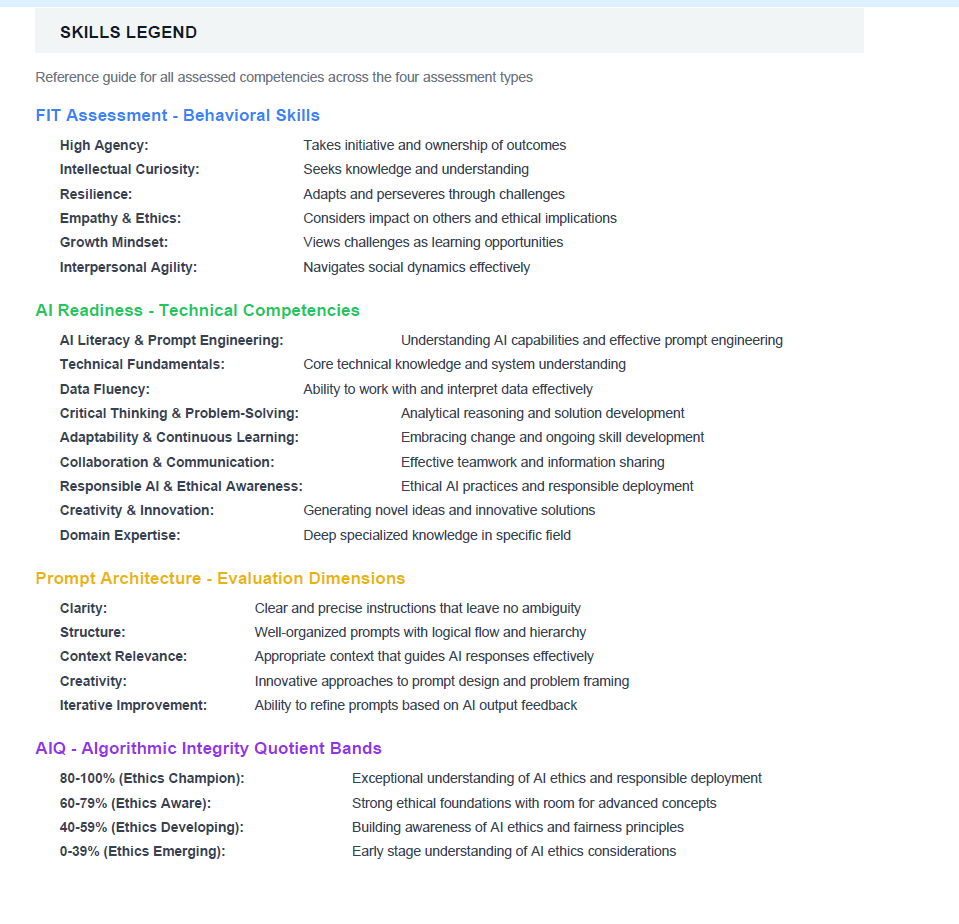 SKILLS LEGEND
Reference guide for all assessed competencies across the four assessment types
FIT Assessment - Behavioral Skills
High Agency: Takes initiative and ownership of outcomes
Intellectual Curiosity: Seeks knowledge and understanding
Resilience: Adapts and perseveres through challenges
Empathy & Ethics: Considers impact on others and ethical implications
Growth Mindset: Views challenges as learning opportunities
Interpersonal Agility: Navigates social dynamics effectively
AI Readiness - Technical Competencies
AI Literacy & Prompt Engineering: Understanding AI capabilities and effective prompt engineering
Technical Fundamentals: Core technical knowledge and system understanding
Data Fluency: Ability to work with and interpret data effectively
Critical Thinking & Problem-Solving: Analytical reasoning and solution development
Adaptability & Continuous Learning: Embracing change and ongoing skill development
Collaboration & Communication: Effective teamwork and information sharing
Responsible AI & Ethical Awareness: Ethical AI practices and responsible deployment
Creativity & Innovation: Generating novel ideas and innovative solutions
Domain Expertise: Deep specialized knowledge in specific field
Prompt Architecture - Evaluation Dimensions
Clarity: Clear and precise instructions that leave no ambiguity
Structure: Well-organized prompts with logical flow and hierarchy
Context Relevance: Appropriate context that guides AI responses effectively
Creativity: Innovative approaches to prompt design and problem framing
Iterative Improvement: Ability to refine prompts based on AI output feedback
AIQ - Algorithmic Integrity Quotient Bands
80-100% (Ethics Champion): Exceptional understanding of AI ethics and responsible deployment
60-79% (Ethics Aware): Strong ethical foundations with room for advanced concepts
40-59% (Ethics Developing): Building awareness of AI ethics and fairness principles
0-39% (Ethics Emerging): Early stage understanding of AI ethics considerations